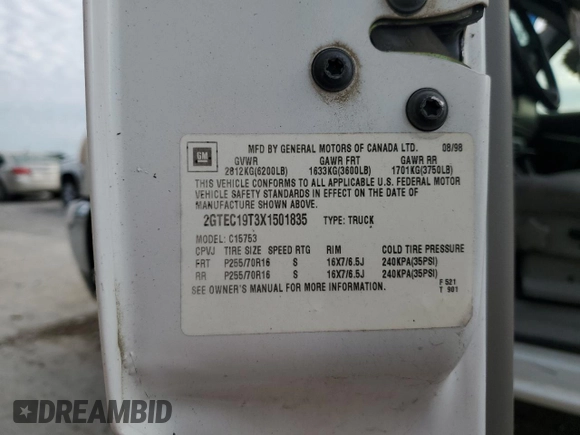 GM
MFD BY GENERAL MOTORS OF CANADA LTD. 08/98
GVWR GAWR FRT GAWR RR
2812KG(6200LB) 1633KG(3600LB) 1701KG(3750LB)
THIS VEHICLE CONFORMS TO ALL APPLICABLE U.S. FEDERAL MOTOR
VEHICLE SAFETY STANDARDS IN EFFECT ON THE DATE OF
MANUFACTURE SHOWN ABOVE.
2GTEC19T3X1501835 TYPE: TRUCK
MODEL: C15753
CPVJ TIRE SIZE SPEED RTG RIM COLD TIRE PRESSURE
FRT P255/70R16 S 16X7/6.5J 240KPA(35PSI)
RR P255/70R16 S 16X7/6.5J 240KPA(35PSI)
SEE OWNER'S MANUAL FOR MORE INFORMATION.
F 521
T 901
DREAMBID